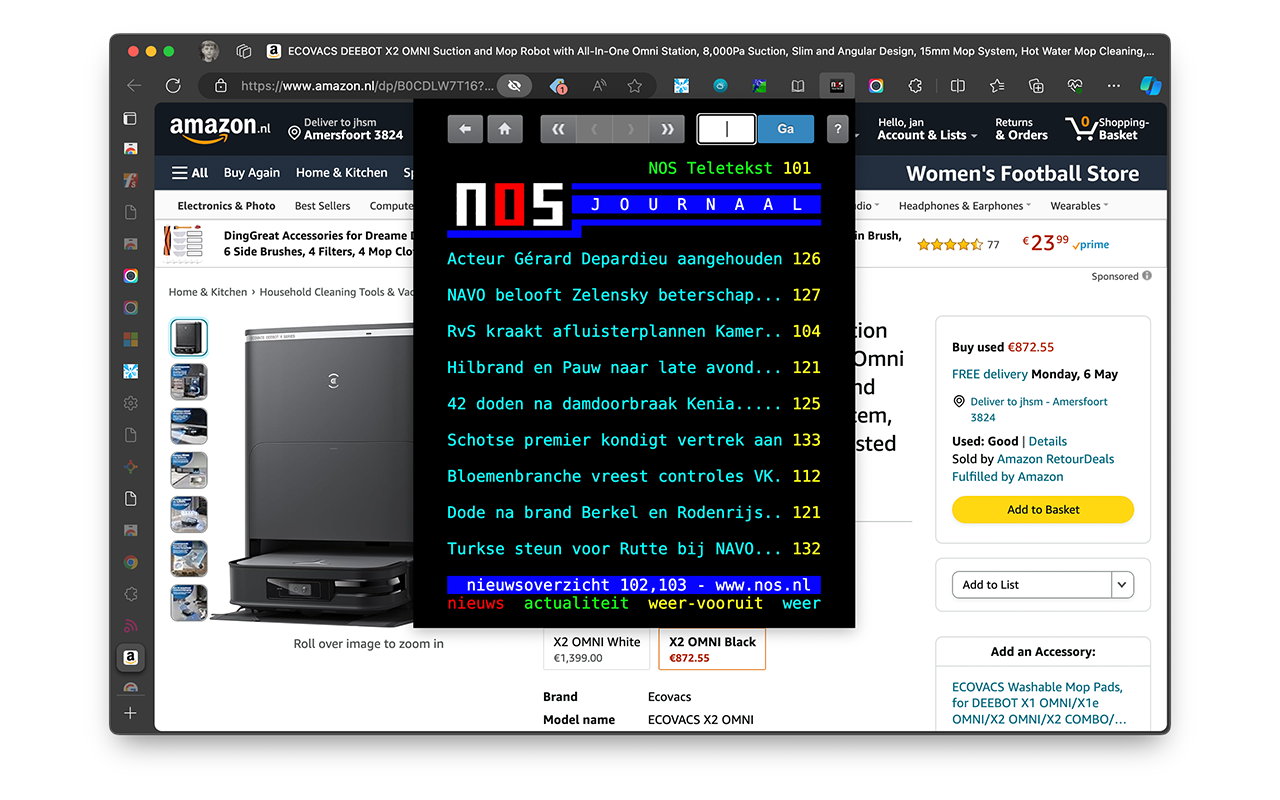 ECOVACS DEEBOT X2 OMNI Suction and Mop Robot with All-In-One Omni Station, 8,000Pa Suction, Slim and Angular Design, 15mm Mop System, Hot Water Mop Cleaning,...
https://www.amazon.nl/dp/B0CDLW7T16?...
1
amazon.nl
Deliver to jhsm
Amersfoort 3824
Hello, jan
Account & Lists
Returns
& Orders
0
Shopping-
Basket
Ga
?
All
Buy Again
Home & Kitchen
Women's Football Store
Electronics & Photo
Best Sellers
Headphones & Earphones
Wearables
DingGreat Accessories for Dreame
6 Side Brushes, 4 Filters, 4 Mop
in Brush,
77
€23 99
prime
Sponsored
Home & Kitchen › Household Cleaning Tools &
NOS Teletekst 101
NOS
JOURNAAL
Acteur Gérard Depardieu aangehouden 126
NAVO belooft Zelensky beterschap... 127
RvS kraakt afluisterplannen Kamer.. 104
Hilbrand en Pauw naar late avond... 121
42 doden na damdoorbraak Kenia..... 125
Schotse premier kondigt vertrek aan 133
Bloemenbranche vreest controles VK. 112
Dode na brand Berkel en Rodenrijs.. 121
Turkse steun voor Rutte bij NAVO... 132
nieuwsoverzicht 102,103 - www.nos.nl
nieuws actualiteit weer-vooruit weer
Omni
Roll over image to zoom in
X2 OMNI White
€1,399.00
X2 OMNI Black
€872.55
Brand Ecovacs
Model name ECOVACS X2 OMNI
Buy used €872.55
FREE delivery Monday, 6 May
Deliver to jhsm - Amersfoort
3824
Used: Good | Details
Sold by Amazon RetourDeals
Fulfilled by Amazon
Add to Basket
Add to List
Add an Accessory:
ECOVACS Washable Mop Pads,
for DEEBOT X1 OMNI/X1e
OMNI/X2 OMNI/X2 COMBO/...